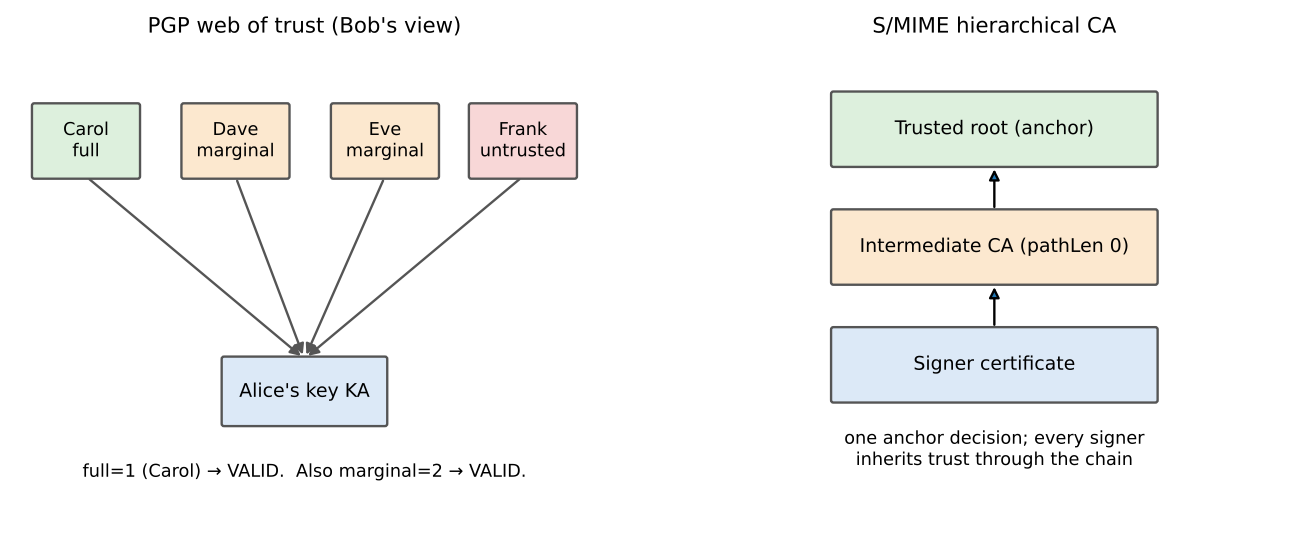 PGP web of trust (Bob's view)
Carol
full
Dave
marginal
Eve
marginal
Frank
untrusted
Alice's key KA
full=1 (Carol) → VALID.  Also marginal=2 → VALID.
S/MIME hierarchical CA
Trusted root (anchor)
Intermediate CA (pathLen 0)
Signer certificate
one anchor decision; every signer
inherits trust through the chain